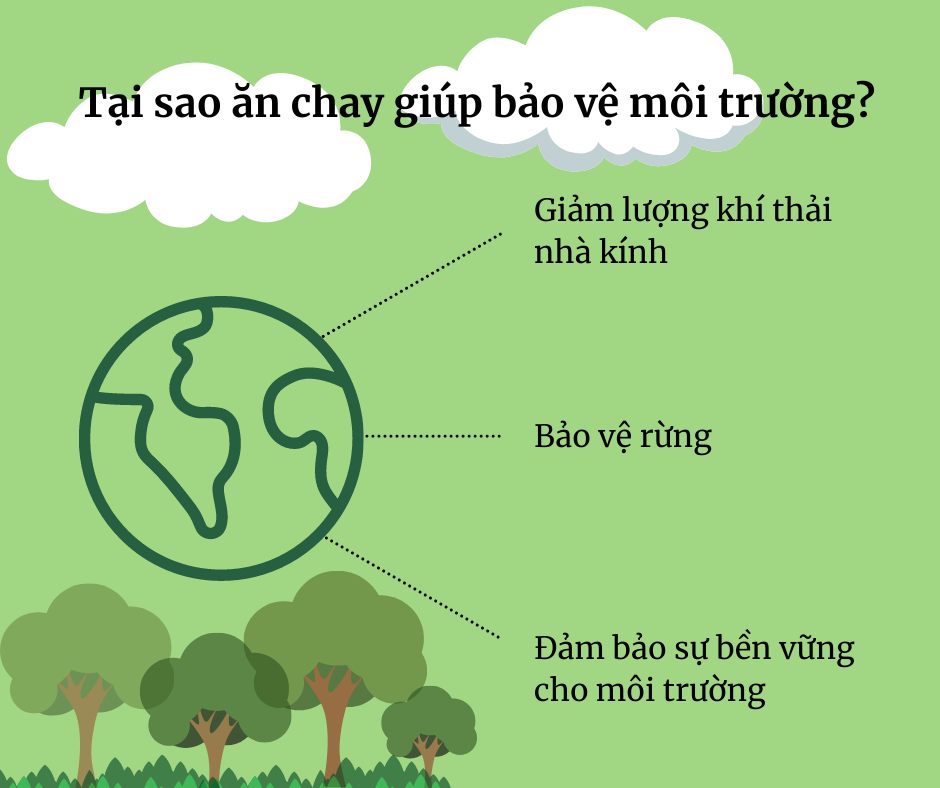 Tại sao ăn chay giúp bảo vệ môi trường?
Giảm lượng khí thải
nhà kính
Bảo vệ rừng
Đảm bảo sự bền vững
cho môi trường